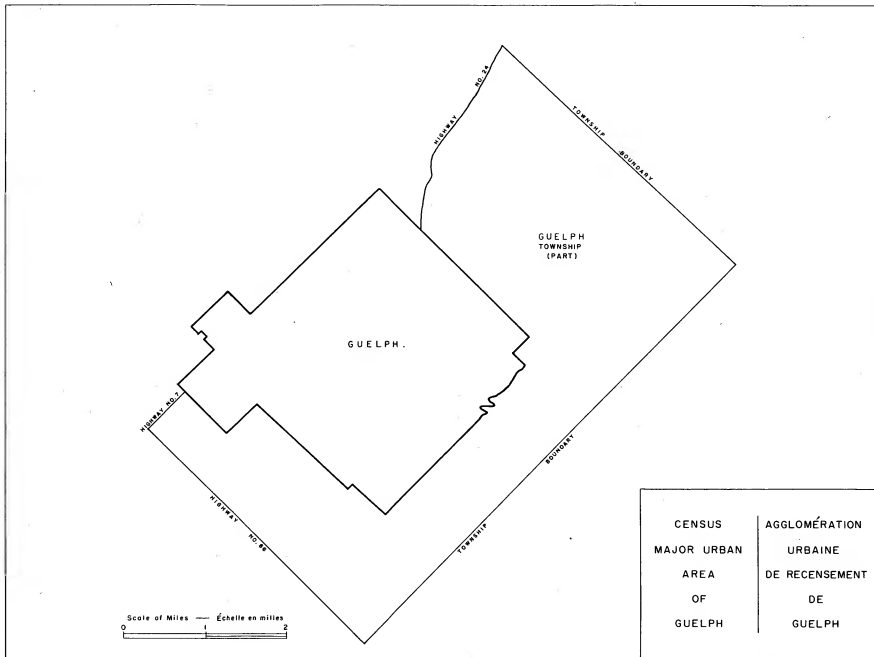 HIGHWAY NO. 24
TOWNSHIP BOUNDARY
GUELPH
TOWNSHIP
(PART)
GUELPH.
HIGHWAY NO. 7
HIGHWAY NO. 86
TOWNSHIP BOUNDARY
Scale of Miles — Échelle en milles
0 1 2
CENSUS
MAJOR URBAN
AREA
OF
GUELPH
AGGLOMÉRATION
URBAINE
DE RECENSEMENT
DE
GUELPH